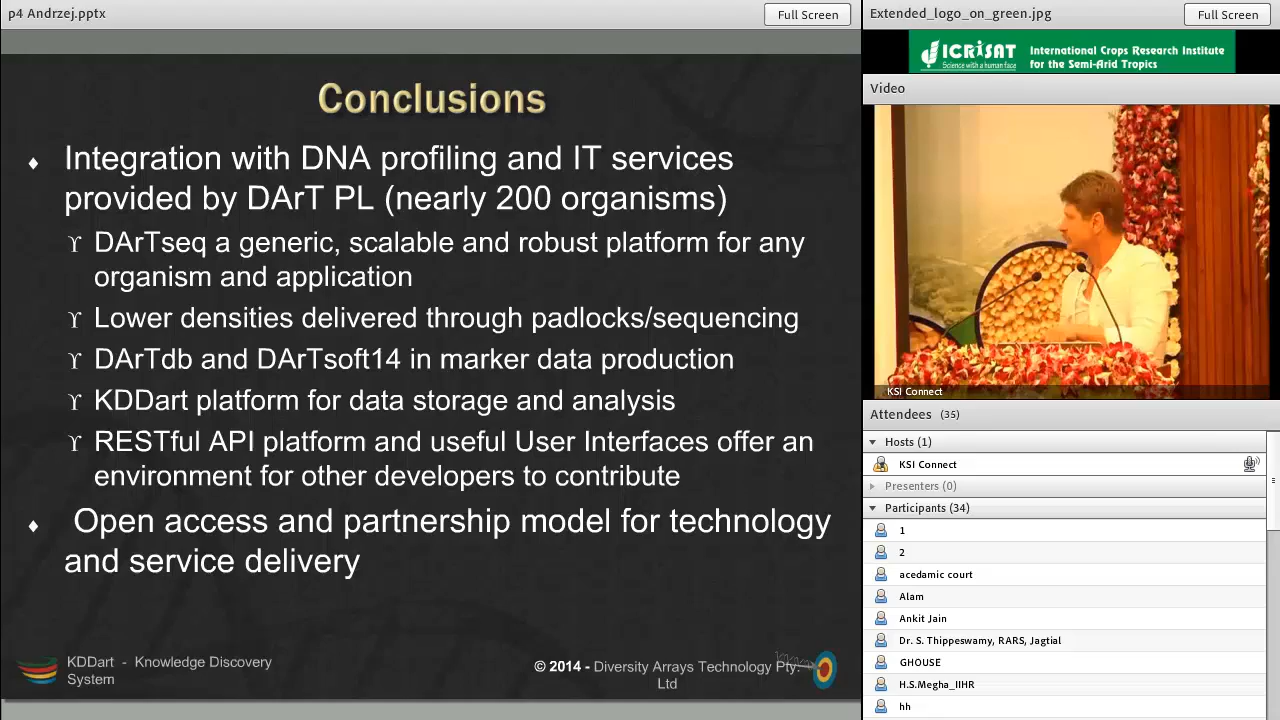 p4 Andrzej.pptx
Full Screen
Conclusions
Integration with DNA profiling and IT services
provided by DArT PL (nearly 200 organisms)
DArTseq a generic, scalable and robust platform for any
organism and application
Lower densities delivered through padlocks/sequencing
DArTdb and DArTsoft14 in marker data production
KDDart platform for data storage and analysis
RESTful API platform and useful User Interfaces offer an
environment for other developers to contribute
Open access and partnership model for technology
and service delivery
KDDart - Knowledge Discovery
System
© 2014 - Diversity Arrays Technology Pty.
Ltd
Extended_logo_on_green.jpg
Full Screen
ICRISAT
Science with a human face
International Crops Research Institute
for the Semi-Arid Tropics
Video
KSI Connect
Attendees (35)
Hosts (1)
KSI Connect
Presenters (0)
Participants (34)
1
2
acedamic court
Alam
Ankit Jain
Dr. S. Thippeswamy, RARS, Jagtial
GHOUSE
H.S.Megha_IIHR
hh